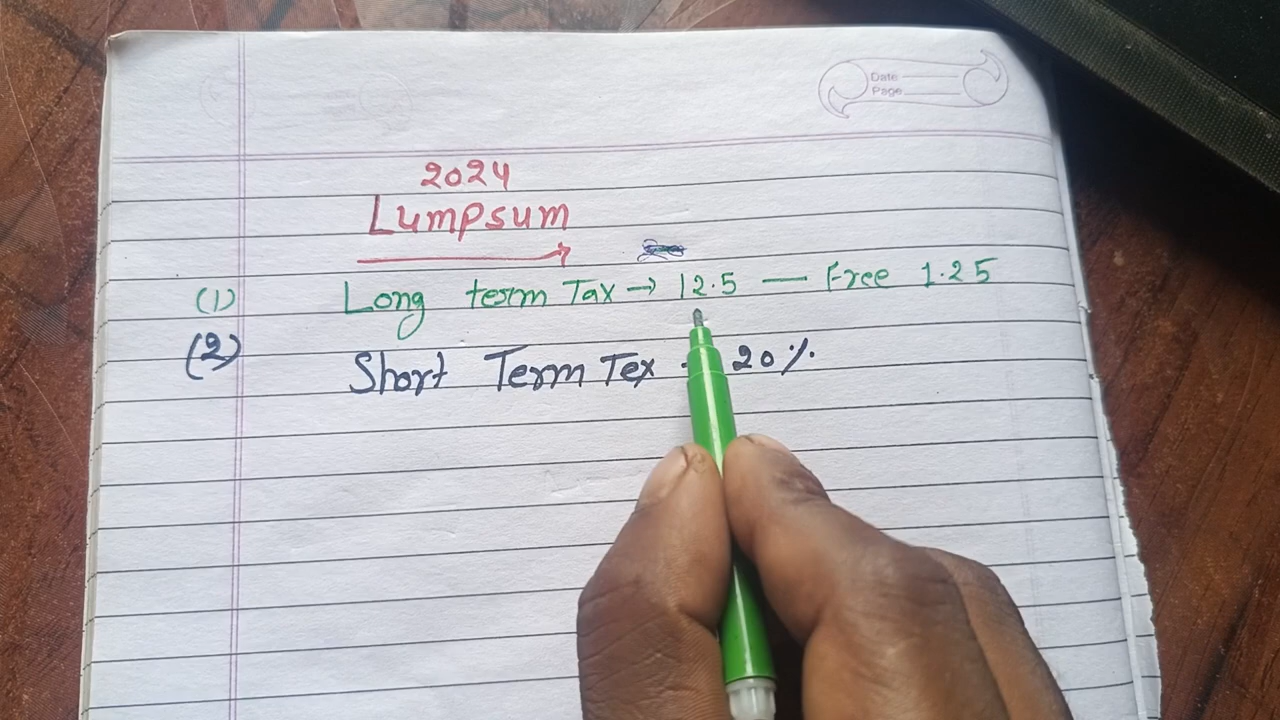 Date
Page
2024
Lumpsum
(1) Long term Tax → 12.5 — Free 1.25
(2) Short Term Tex - 20%